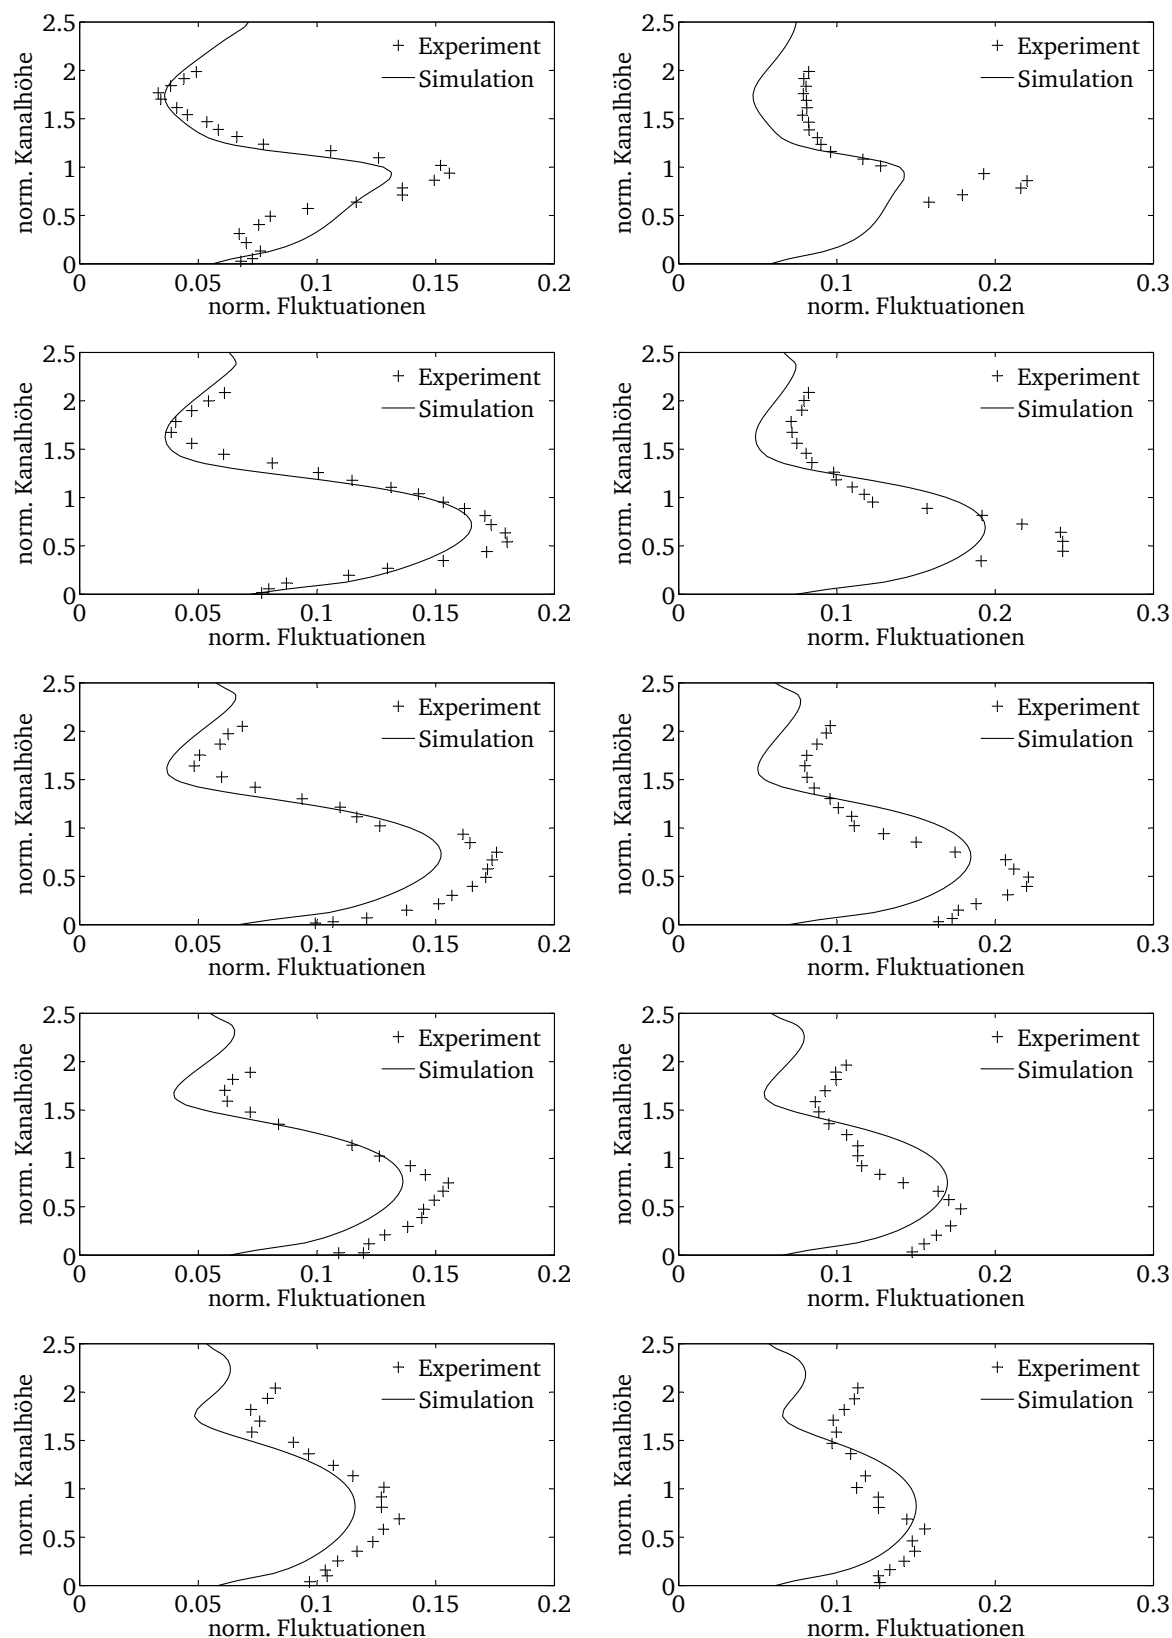 2.5
2
1.5
1
0.5
0
norm. Kanalhöhe
Experiment
Simulation
0 0.05 0.1 0.15 0.2
norm. Fluktuationen
2.5
2
1.5
1
0.5
0
norm. Kanalhöhe
Experiment
Simulation
0 0.1 0.2 0.3
norm. Fluktuationen
2.5
2
1.5
1
0.5
0
norm. Kanalhöhe
Experiment
Simulation
0 0.05 0.1 0.15 0.2
norm. Fluktuationen
2.5
2
1.5
1
0.5
0
norm. Kanalhöhe
Experiment
Simulation
0 0.1 0.2 0.3
norm. Fluktuationen
2.5
2
1.5
1
0.5
0
norm. Kanalhöhe
Experiment
Simulation
0 0.05 0.1 0.15 0.2
norm. Fluktuationen
2.5
2
1.5
1
0.5
0
norm. Kanalhöhe
Experiment
Simulation
0 0.1 0.2 0.3
norm. Fluktuationen
2.5
2
1.5
1
0.5
0
norm. Kanalhöhe
Experiment
Simulation
0 0.05 0.1 0.15 0.2
norm. Fluktuationen
2.5
2
1.5
1
0.5
0
norm. Kanalhöhe
Experiment
Simulation
0 0.1 0.2 0.3
norm. Fluktuationen
2.5
2
1.5
1
0.5
0
norm. Kanalhöhe
Experiment
Simulation
0 0.05 0.1 0.15 0.2
norm. Fluktuationen
2.5
2
1.5
1
0.5
0
norm. Kanalhöhe
Experiment
Simulation
0 0.1 0.2 0.3
norm. Fluktuationen